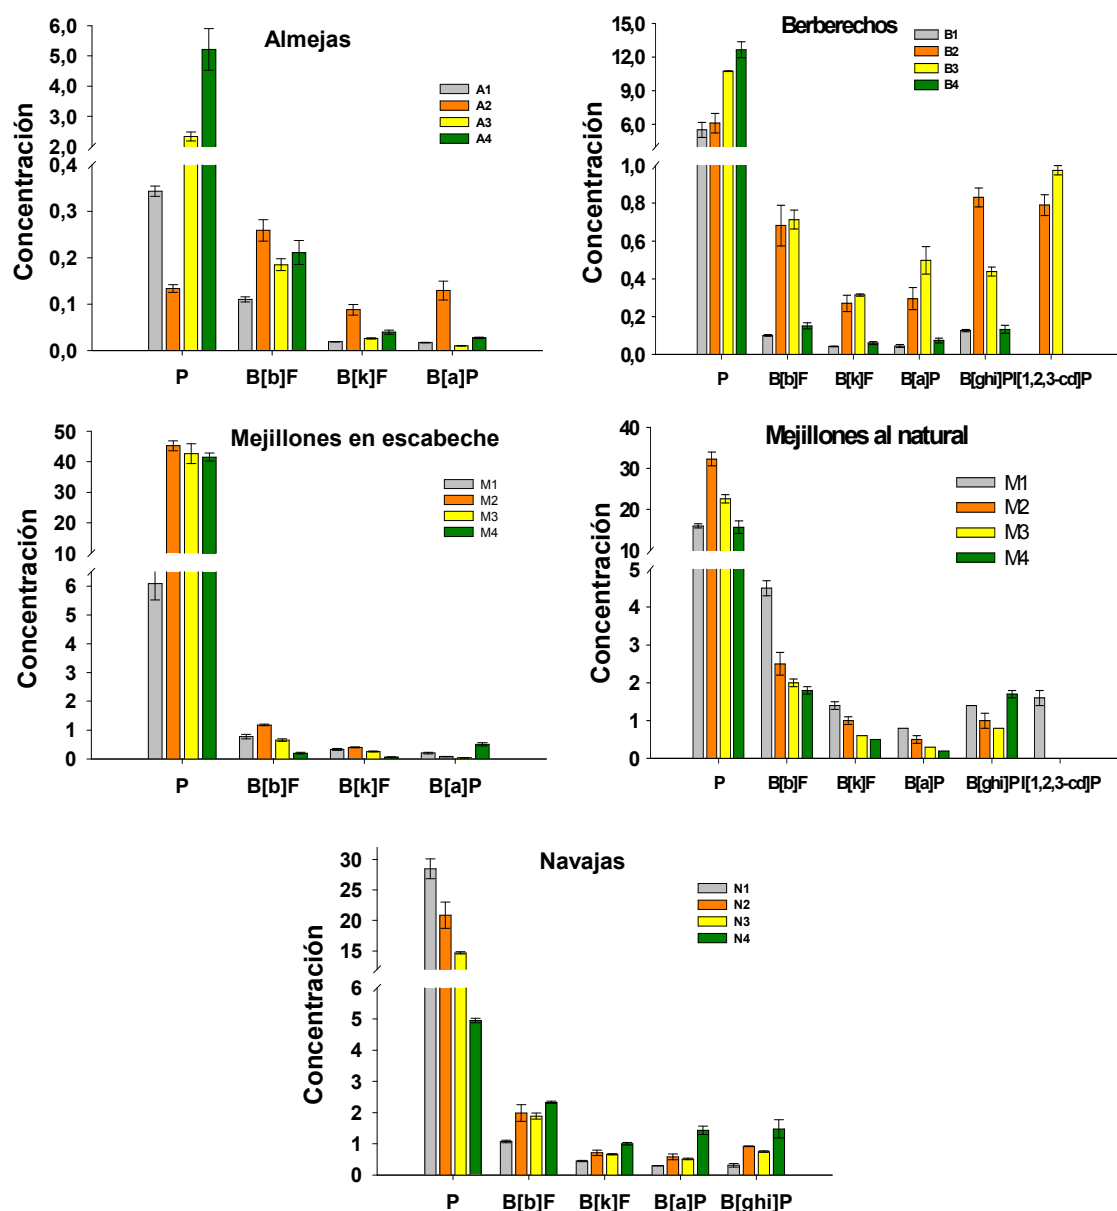 Almejas
Concentración
6,0
5,0
4,0
3,0
2,0
0,4
0,3
0,2
0,1
0,0
A1
A2
A3
A4
P B[b]F B[k]F B[a]P
Berberechos
Concentración
15,0
12,0
9,0
6,0
1,0
0,8
0,6
0,4
0,2
0,0
B1
B2
B3
B4
P B[b]F B[k]F B[a]P B[ghi]PI[1,2,3-cd]P
Mejillones en escabeche
Concentración
50
40
30
20
10
6
5
4
3
2
1
0
M1
M2
M3
M4
P B[b]F B[k]F B[a]P
Mejillones al natural
Concentración
40
30
20
10
5
4
3
2
1
0
M1
M2
M3
M4
P B[b]F B[k]F B[a]P B[ghi]PI[1,2,3-cd]P
Navajas
Concentración
30
25
20
15
6
5
4
3
2
1
0
N1
N2
N3
N4
P B[b]F B[k]F B[a]P B[ghi]P